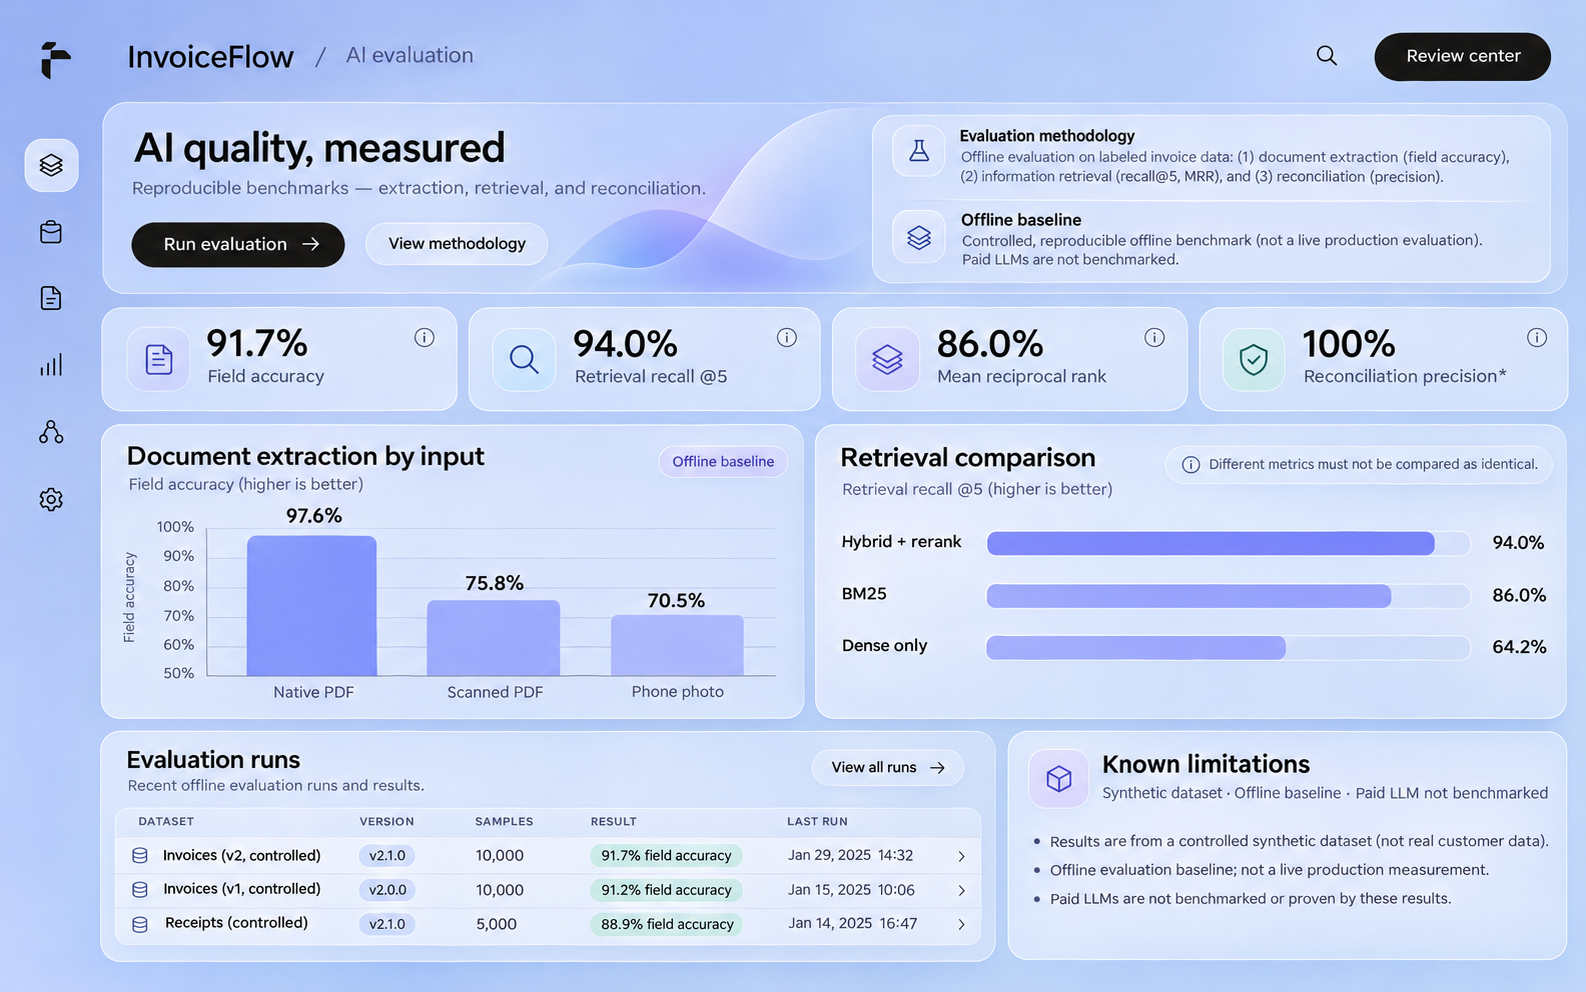 InvoiceFlow / AI evaluation
Review center
AI quality, measured
Reproducible benchmarks — extraction, retrieval, and reconciliation.
Run evaluation →
View methodology
Evaluation methodology
Offline evaluation on labeled invoice data: (1) document extraction (field accuracy),
(2) information retrieval (recall@5, MRR), and (3) reconciliation (precision).
Offline baseline
Controlled, reproducible offline benchmark (not a live production evaluation).
Paid LLMs are not benchmarked.
91.7%
Field accuracy
94.0%
Retrieval recall @5
86.0%
Mean reciprocal rank
100%
Reconciliation precision*
Document extraction by input
Offline baseline
Field accuracy (higher is better)
Field accuracy
100%
90%
80%
70%
60%
50%
97.6%
75.8%
70.5%
Native PDF
Scanned PDF
Phone photo
Retrieval comparison
Different metrics must not be compared as identical.
Retrieval recall @5 (higher is better)
Hybrid + rerank 94.0%
BM25 86.0%
Dense only 64.2%
Evaluation runs
Recent offline evaluation runs and results.
View all runs →
DATASET VERSION SAMPLES RESULT LAST RUN
Invoices (v2, controlled) v2.1.0 10,000 91.7% field accuracy Jan 29, 2025 14:32
Invoices (v1, controlled) v2.0.0 10,000 91.2% field accuracy Jan 15, 2025 10:06
Receipts (controlled) v2.1.0 5,000 88.9% field accuracy Jan 14, 2025 16:47
Known limitations
Synthetic dataset · Offline baseline · Paid LLM not benchmarked
• Results are from a controlled synthetic dataset (not real customer data).
• Offline evaluation baseline; not a live production measurement.
• Paid LLMs are not benchmarked or proven by these results.